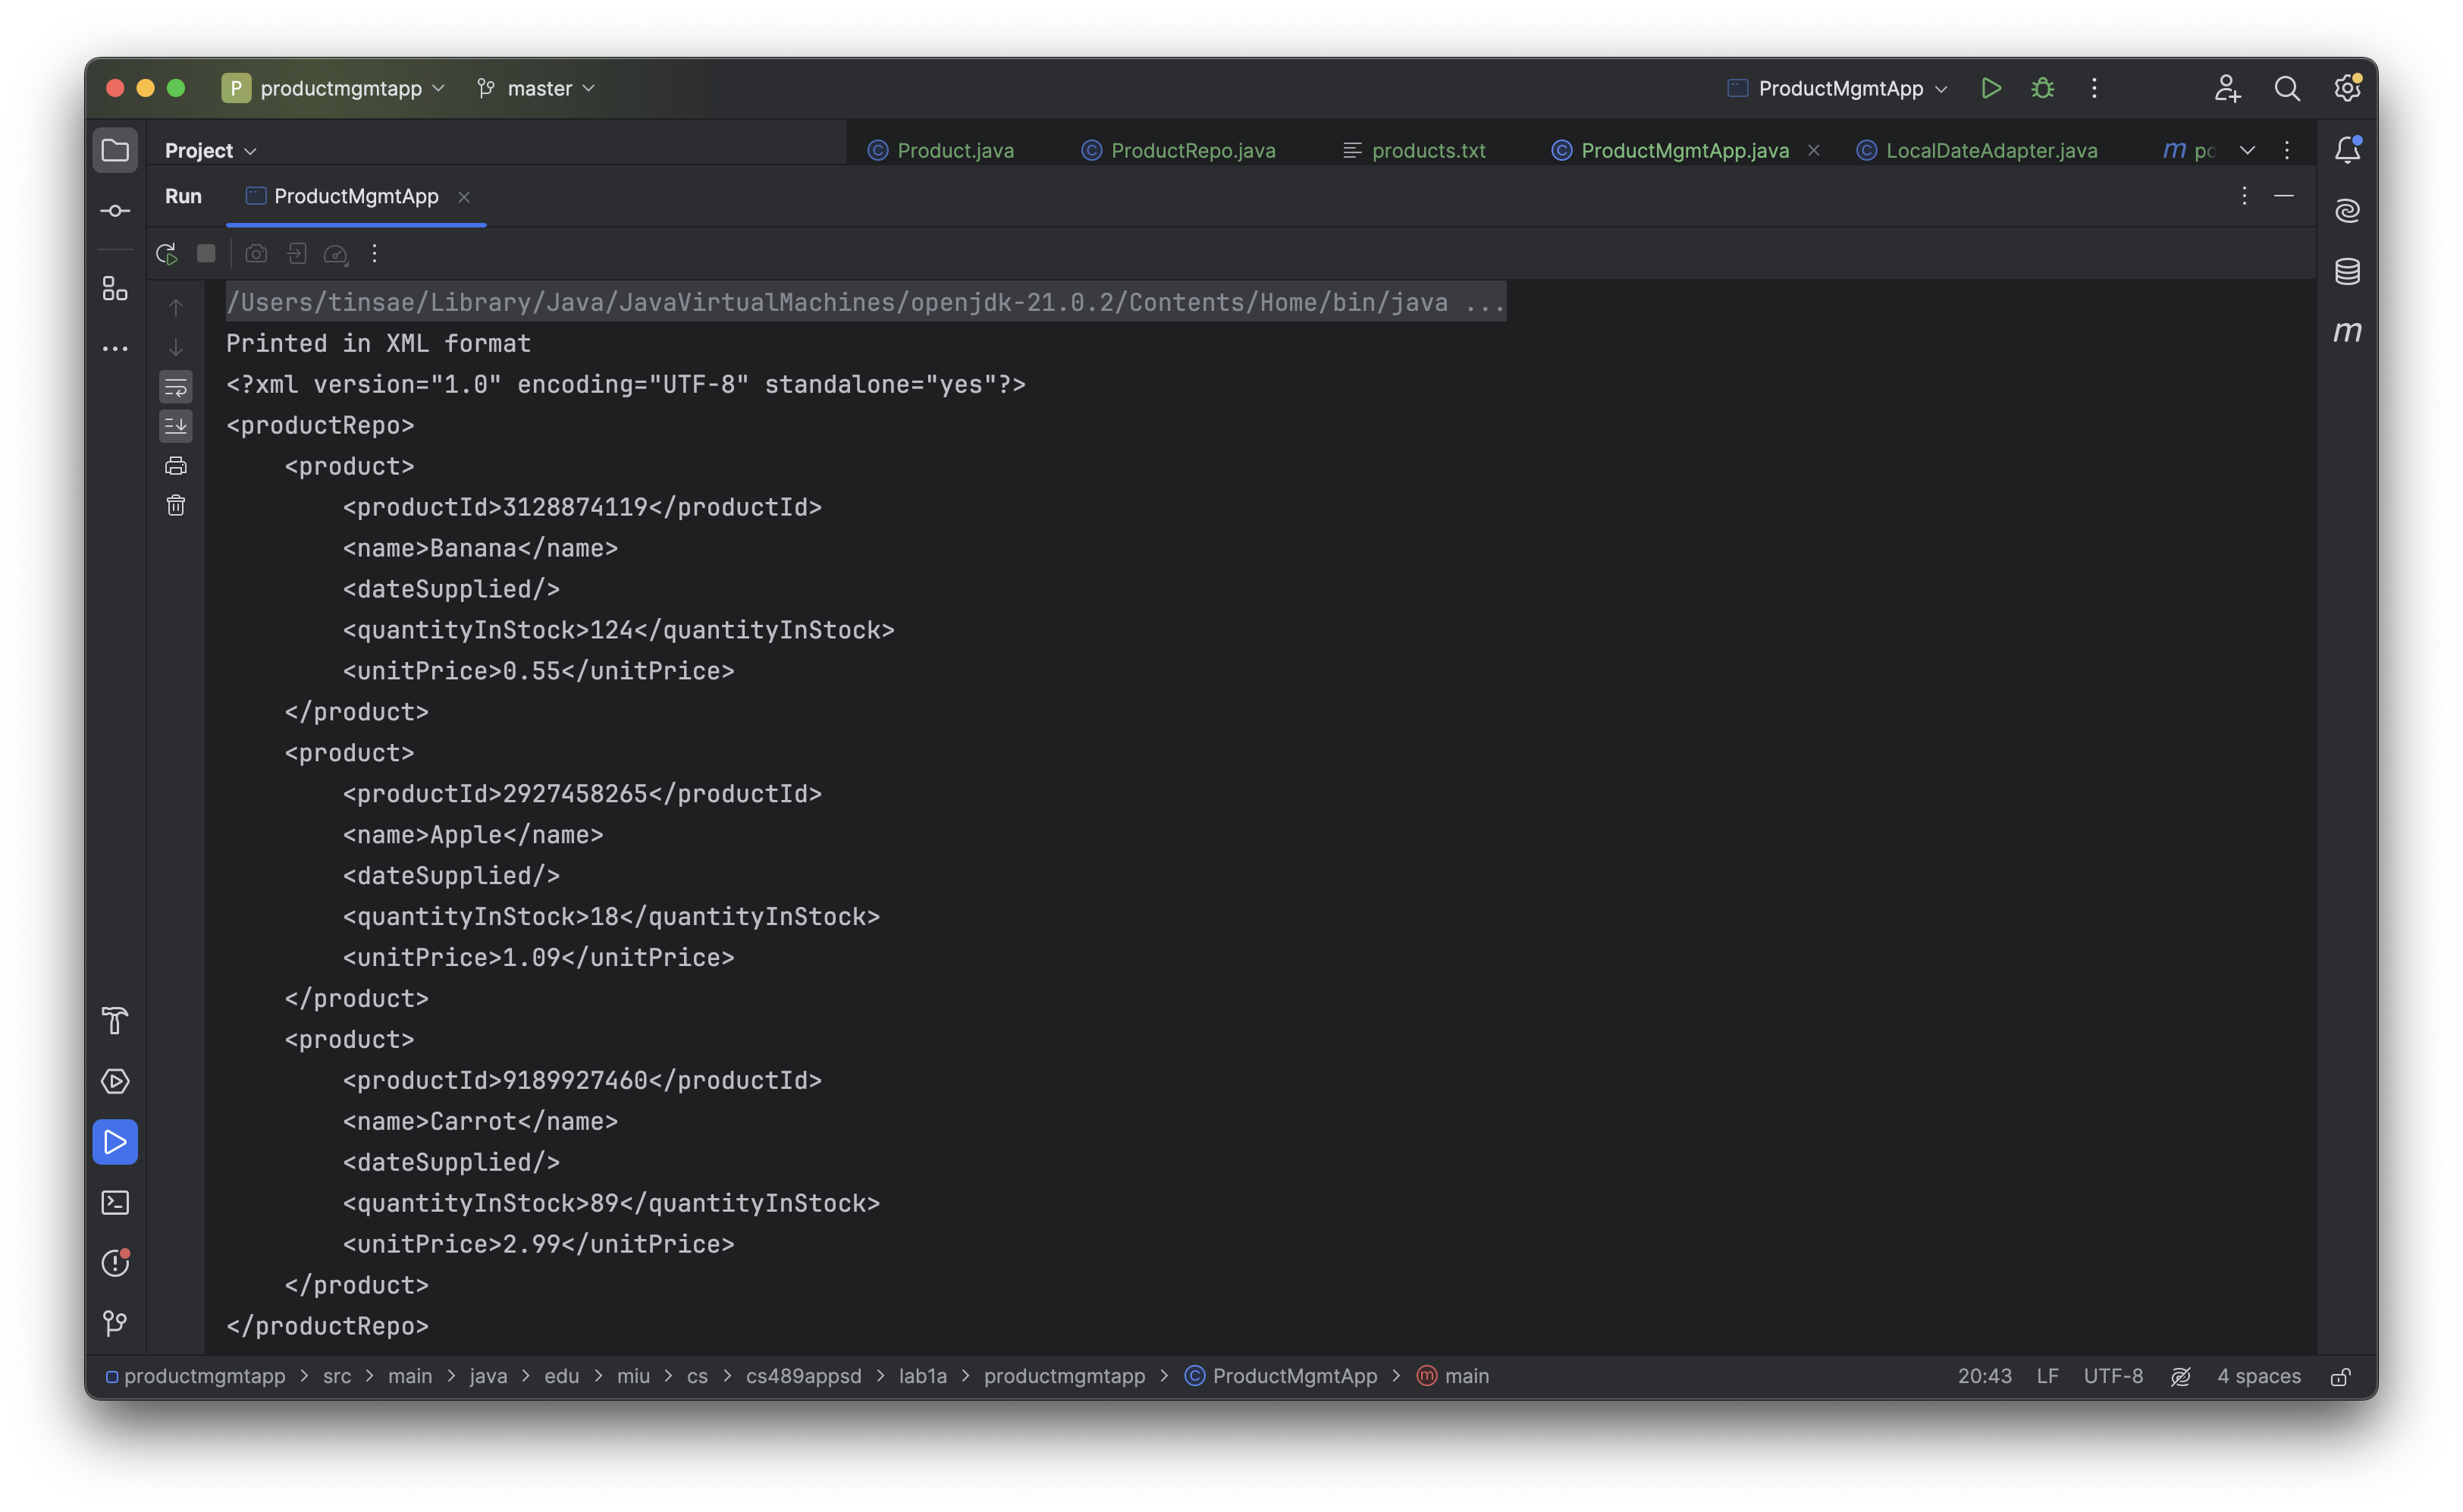 P productmgmtapp master ProductMgmtApp
Project Product.java ProductRepo.java products.txt ProductMgmtApp.java LocalDateAdapter.java m po
Run ProductMgmtApp
/Users/tinsae/Library/Java/JavaVirtualMachines/openjdk-21.0.2/Contents/Home/bin/java ...
Printed in XML format
<?xml version="1.0" encoding="UTF-8" standalone="yes"?>
<productRepo>
    <product>
        <productId>3128874119</productId>
        <name>Banana</name>
        <dateSupplied/>
        <quantityInStock>124</quantityInStock>
        <unitPrice>0.55</unitPrice>
    </product>
    <product>
        <productId>2927458265</productId>
        <name>Apple</name>
        <dateSupplied/>
        <quantityInStock>18</quantityInStock>
        <unitPrice>1.09</unitPrice>
    </product>
    <product>
        <productId>9189927460</productId>
        <name>Carrot</name>
        <dateSupplied/>
        <quantityInStock>89</quantityInStock>
        <unitPrice>2.99</unitPrice>
    </product>
</productRepo>
productmgmtapp > src > main > java > edu > miu > cs > cs489appsd > lab1a > productmgmtapp > ProductMgmtApp > main 20:43 LF UTF-8 4 spaces